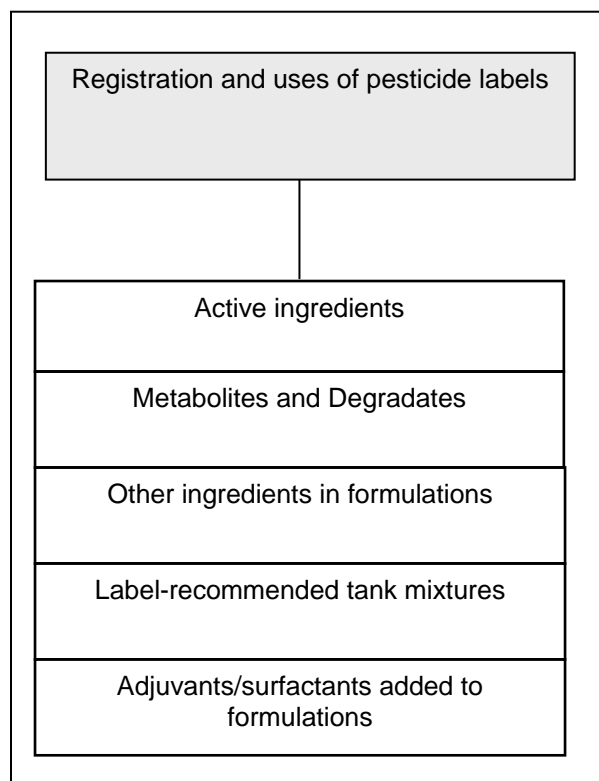 Registration and uses of pesticide labels
Active ingredients
Metabolites and Degradates
Other ingredients in formulations
Label-recommended tank mixtures
Adjuvants/surfactants added to
formulations